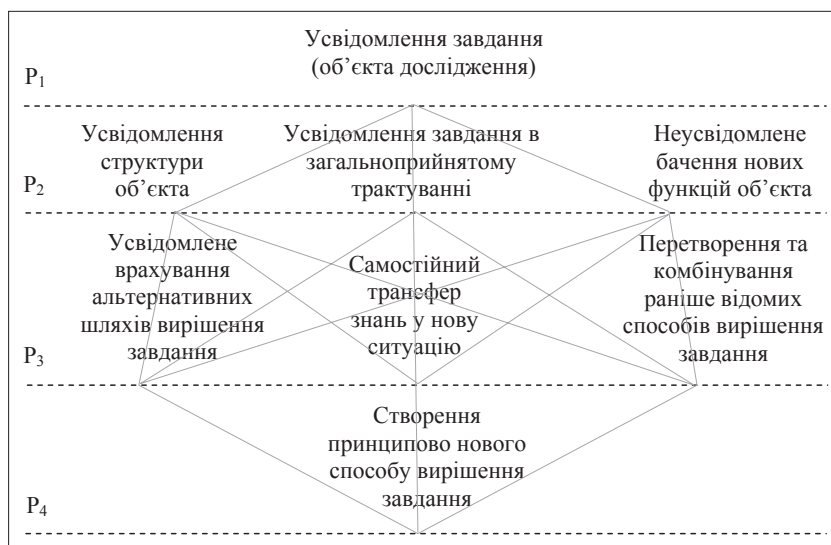 Усвідомлення завдання
(об’єкта дослідження)
P1
Усвідомлення
структури
об’єкта
Усвідомлення завдання в
загальноприйнятому
трактуванні
Неусвідомлене
бачення нових
функцій об’єкта
P2
Усвідомлене
врахування
альтернативних
шляхів вирішення
завдання
Самостійний
трансфер
знань у нову
ситуацію
Перетворення та
комбінування
раніше відомих
способів вирішення
завдання
P3
Створення
принципово нового
способу вирішення
завдання
P4